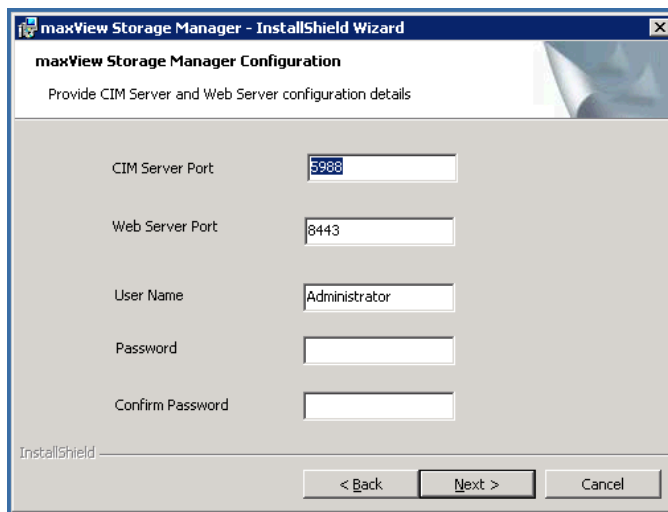 maxView Storage Manager - InstallShield Wizard
maxView Storage Manager Configuration
Provide CIM Server and Web Server configuration details
CIM Server Port 5988
Web Server Port 8443
User Name Administrator
Password
Confirm Password
InstallShield
< Back Next > Cancel